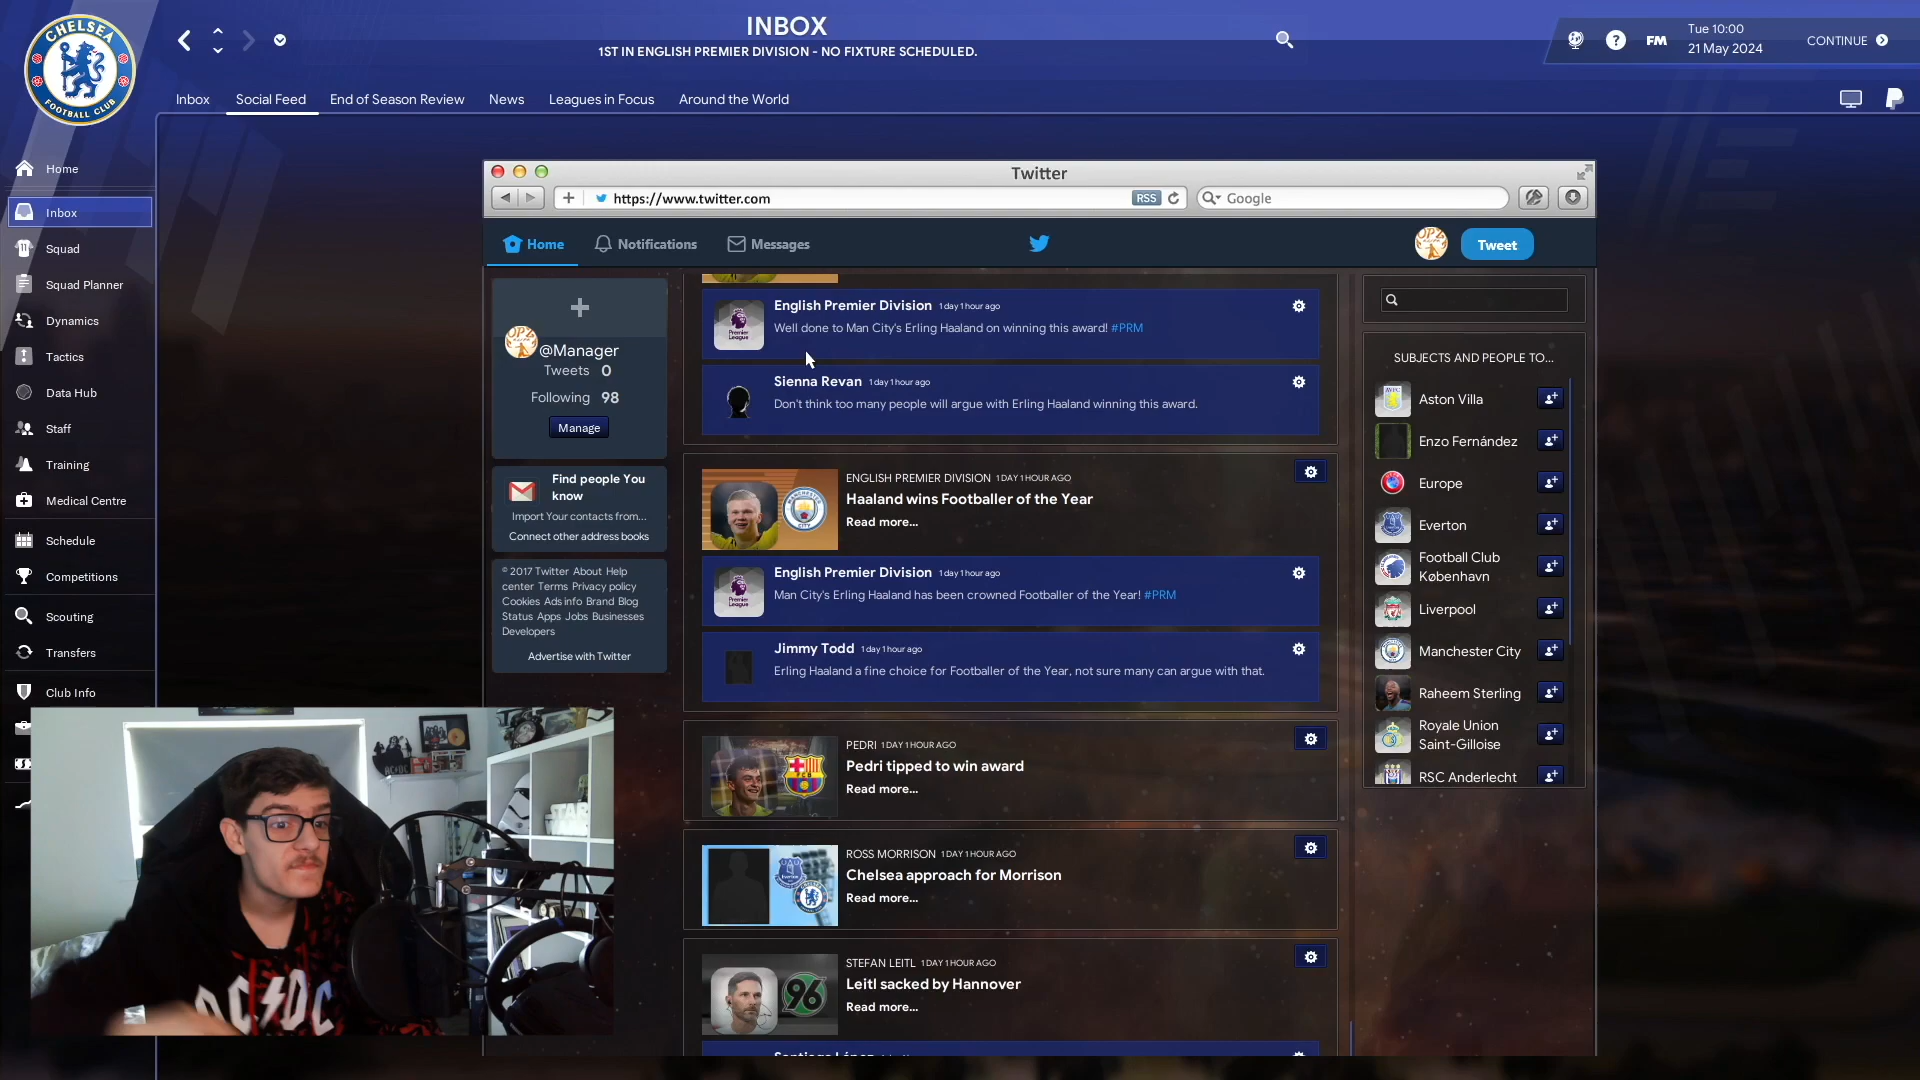 CHELSEA
FOOTBALL CLUB
INBOX
1ST IN ENGLISH PREMIER DIVISION - NO FIXTURE SCHEDULED.
FM
Tue 10:00
21 May 2024
CONTINUE
Inbox
Social Feed
End of Season Review
News
Leagues in Focus
Around the World
Home
Inbox
Squad
Squad Planner
Dynamics
Tactics
Data Hub
Staff
Training
Medical Centre
Schedule
Competitions
Scouting
Transfers
Club Info
Twitter
https://www.twitter.com
RSS
Google
Home
Notifications
Messages
Tweet
@Manager
Tweets 0
Following 98
Manage
Find people You
know
Import Your contacts from...
Connect other address books
© 2017 Twitter About Help
center Terms Privacy policy
Cookies Ads info Brand Blog
Status Apps Jobs Businesses
Developers
Advertise with Twitter
English Premier Division 1 day 1 hour ago
Well done to Man City's Erling Haaland on winning this award! #PRM
Premier
League
Sienna Revan 1 day 1 hour ago
Don't think too many people will argue with Erling Haaland winning this award.
ENGLISH PREMIER DIVISION 1 DAY 1 HOUR AGO
Haaland wins Footballer of the Year
Read more...
English Premier Division 1 day 1 hour ago
Man City's Erling Haaland has been crowned Footballer of the Year! #PRM
Premier
League
Jimmy Todd 1 day 1 hour ago
Erling Haaland a fine choice for Footballer of the Year, not sure many can argue with that.
PEDRI 1 DAY 1 HOUR AGO
Pedri tipped to win award
Read more...
ROSS MORRISON 1 DAY 1 HOUR AGO
Chelsea approach for Morrison
Read more...
STEFAN LEITL 1 DAY 1 HOUR AGO
Leitl sacked by Hannover
Read more...
96
SUBJECTS AND PEOPLE TO...
Aston Villa
Enzo Fernández
Europe
Everton
Football Club
København
Liverpool
Manchester City
Raheem Sterling
Royale Union
Saint-Gilloise
RSC Anderlecht
AC/DC
STAR
AC DC